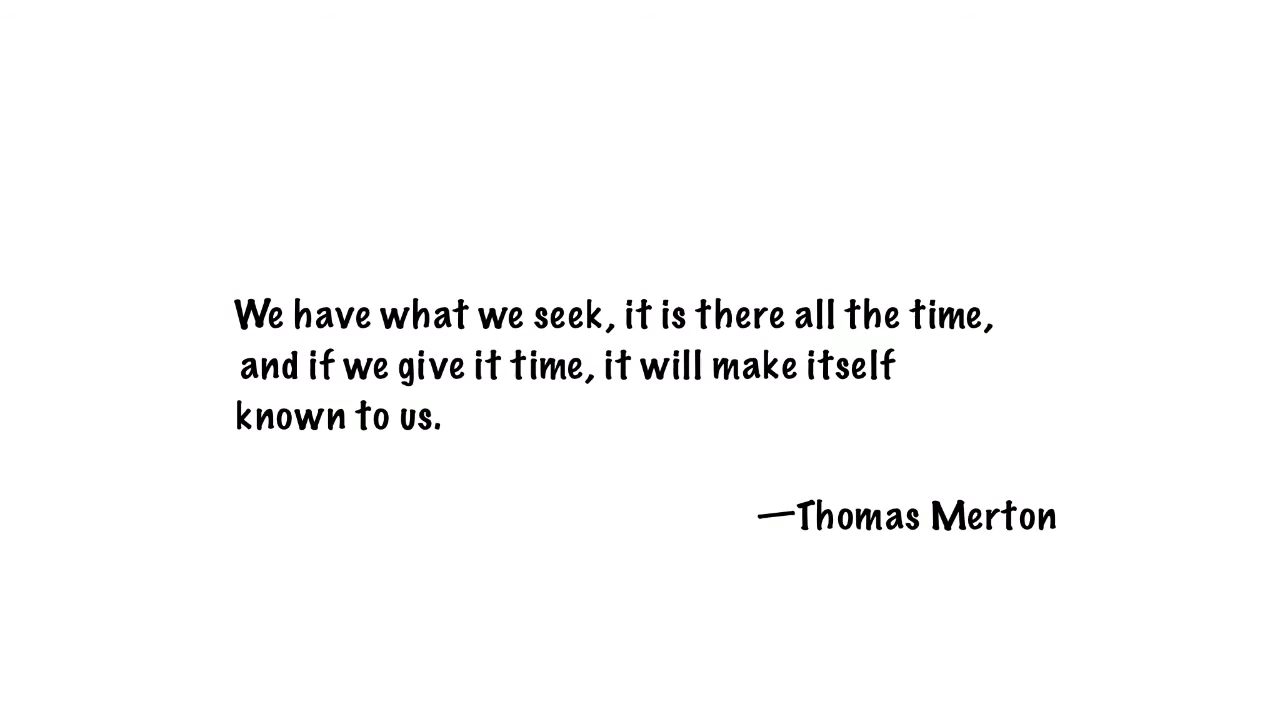 We have what we seek, it is there all the time,
and if we give it time, it will make itself
known to us.
—Thomas Merton